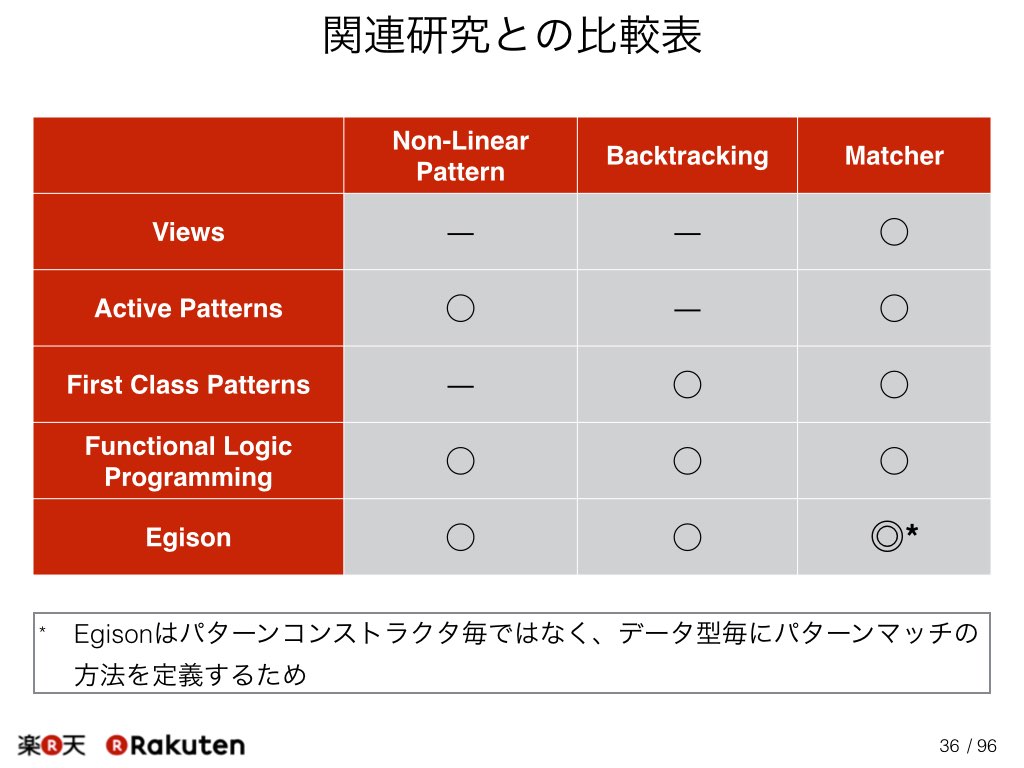 関連研究との比較表
Non-Linear
Pattern
Backtracking
Matcher
Views
— — ○
Active Patterns
○ — ○
First Class Patterns
— ○ ○
Functional Logic
Programming
○ ○ ○
Egison
○ ○ ◎*
* Egisonはパターンコンストラクタ毎ではなく、データ型毎にパターンマッチの
方法を定義するため
楽R天 R Rakuten
36 / 96